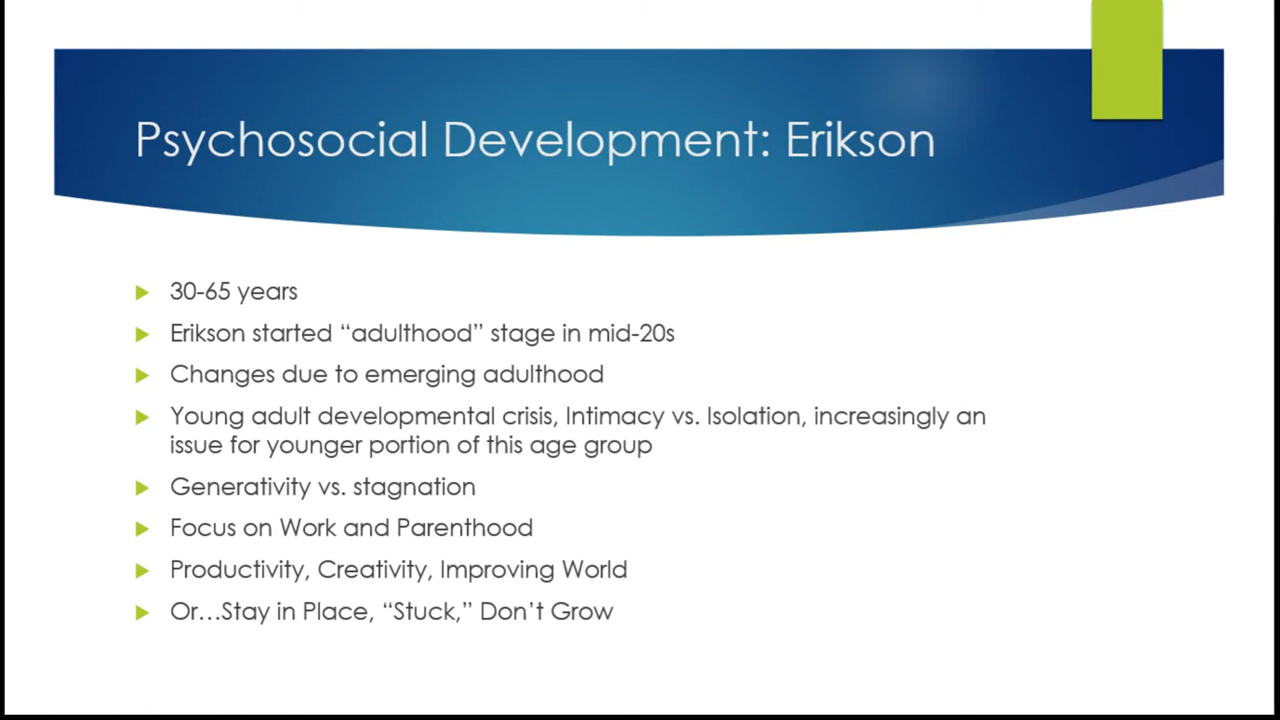 Psychosocial Development: Erikson
30-65 years
Erikson started “adulthood” stage in mid-20s
Changes due to emerging adulthood
Young adult developmental crisis, Intimacy vs. Isolation, increasingly an
issue for younger portion of this age group
Generativity vs. stagnation
Focus on Work and Parenthood
Productivity, Creativity, Improving World
Or…Stay in Place, “Stuck,” Don’t Grow